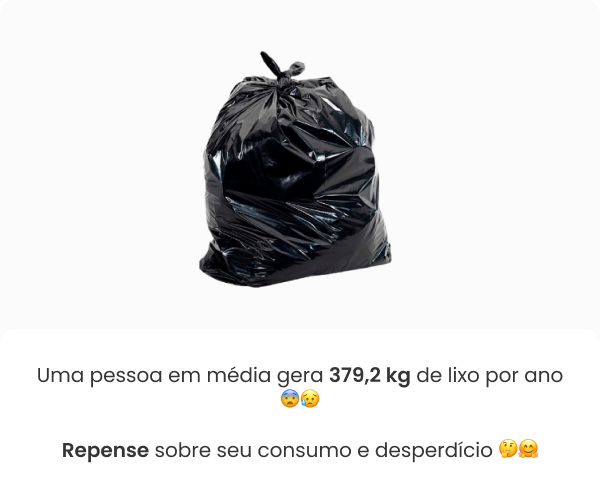 Uma pessoa em média gera 379,2 kg de lixo por ano
😨😥
Repense sobre seu consumo e desperdício 🤔🤗